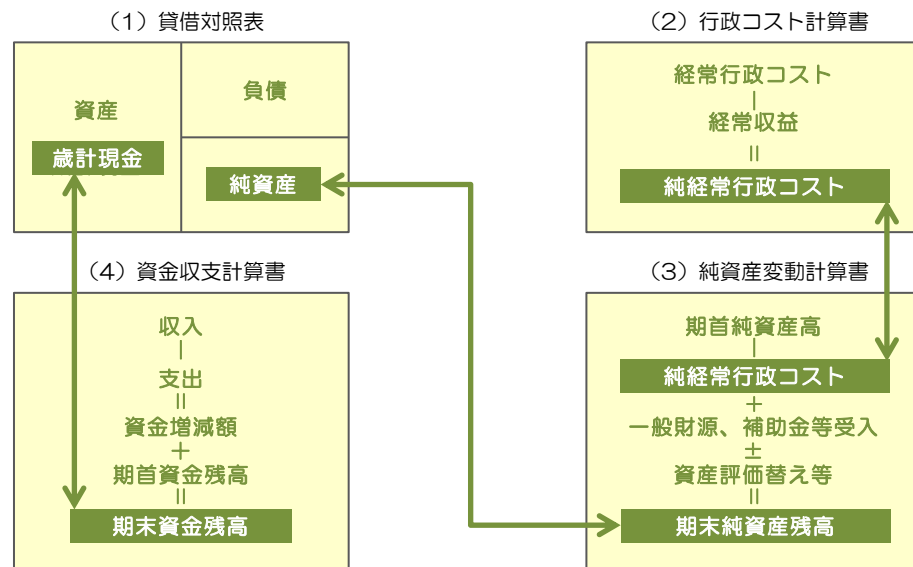 (1)貸借対照表
資産
歳計現金
負債
純資産
(2)行政コスト計算書
経常行政コスト
－
経常収益
＝
純経常行政コスト
(4)資金収支計算書
収入
－
支出
＝
資金増減額
＋
期首資金残高
＝
期末資金残高
(3)純資産変動計算書
期首純資産高
－
純経常行政コスト
＋
一般財源、補助金等受入
±
資産評価替え等
＝
期末純資産残高